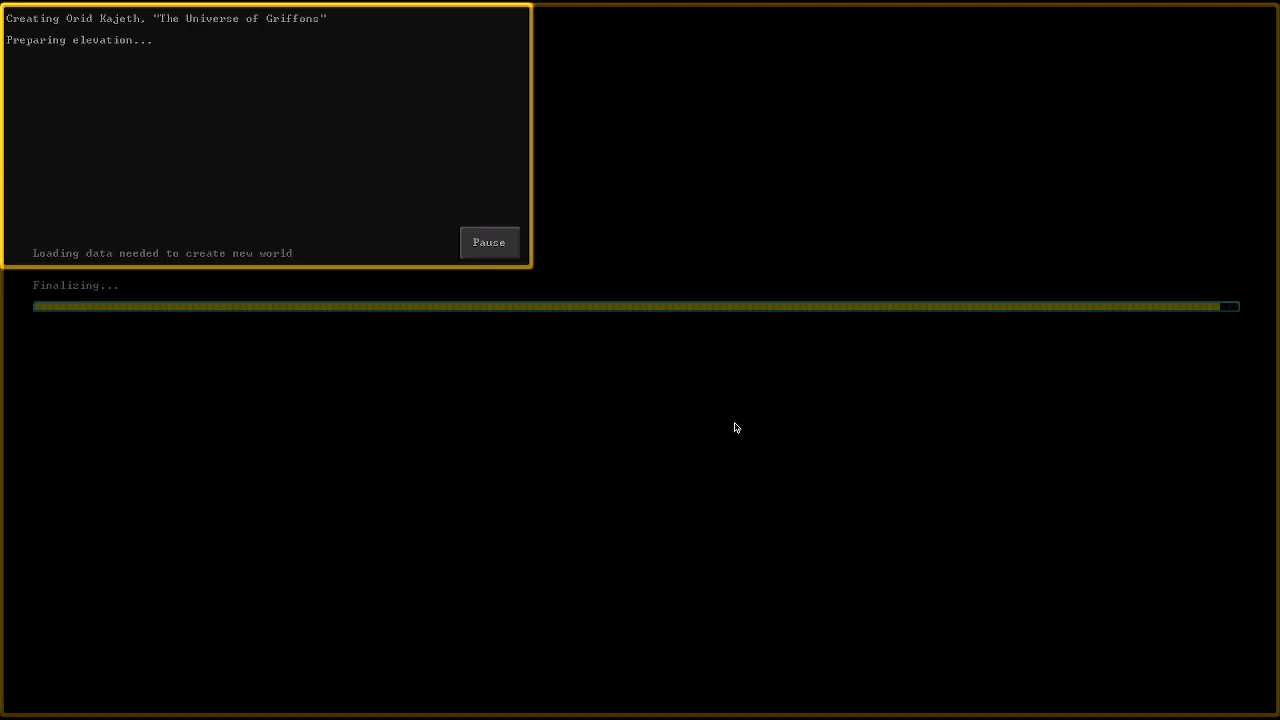 Creating Orid Kajeth, "The Universe of Griffons"
Preparing elevation...
Pause
Loading data needed to create new world
Finalizing...